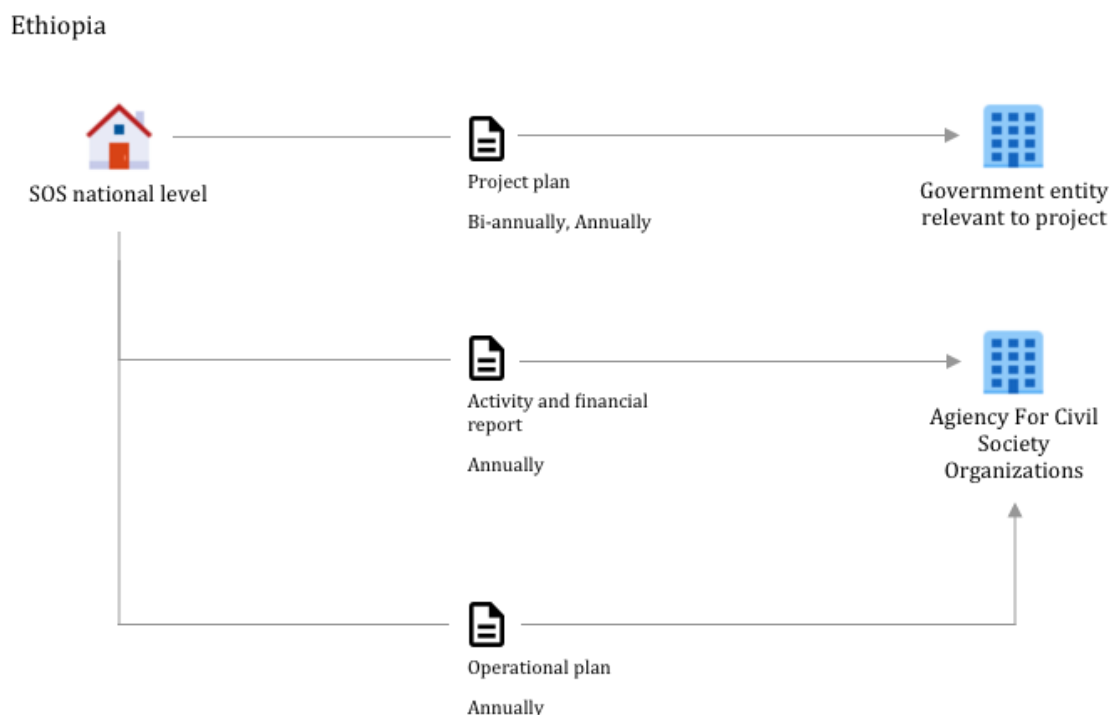 Ethiopia
SOS national level
Project plan
Bi-annually, Annually
Government entity
relevant to project
Activity and financial
report
Annually
Agiency For Civil
Society
Organizations
Operational plan
Annually